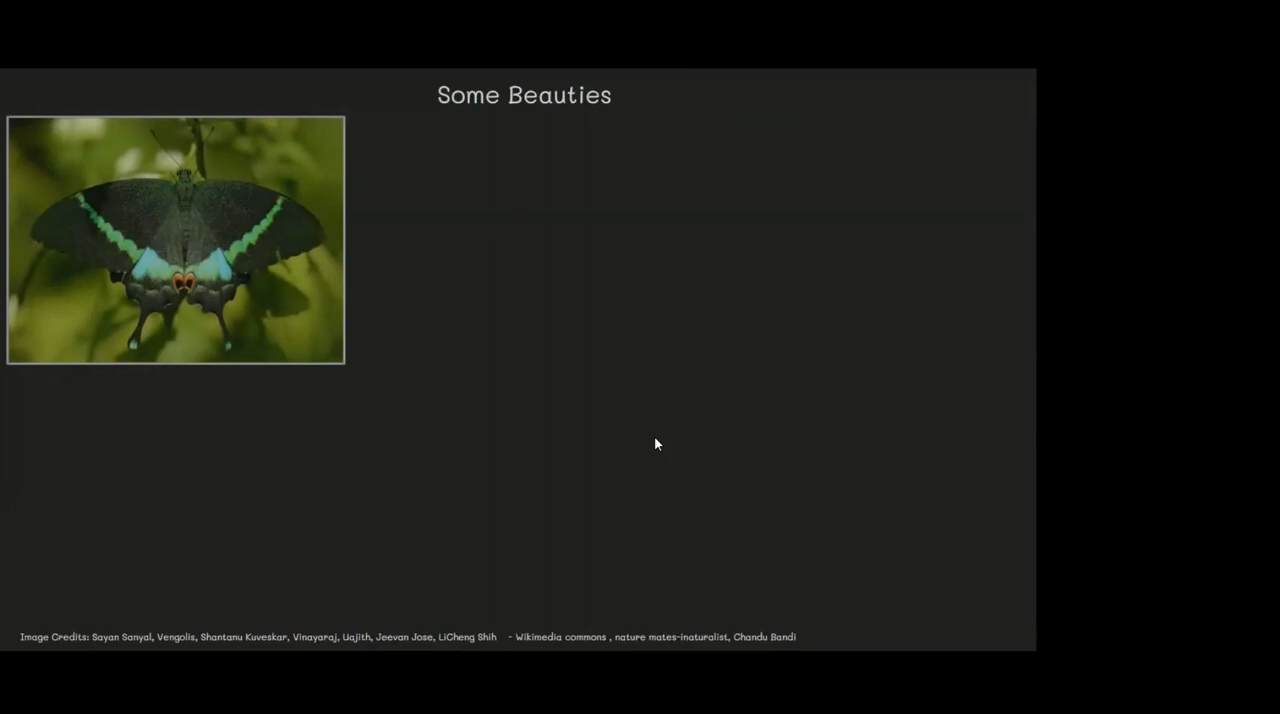 Some Beauties
Image Credits: Sayan Sanyal, Vengolis, Shantanu Kuveskar, Vinayaraj, Uajith, Jeevan Jose, LiCheng Shih - Wikimedia commons , nature mates-inaturalist, Chandu Bandi